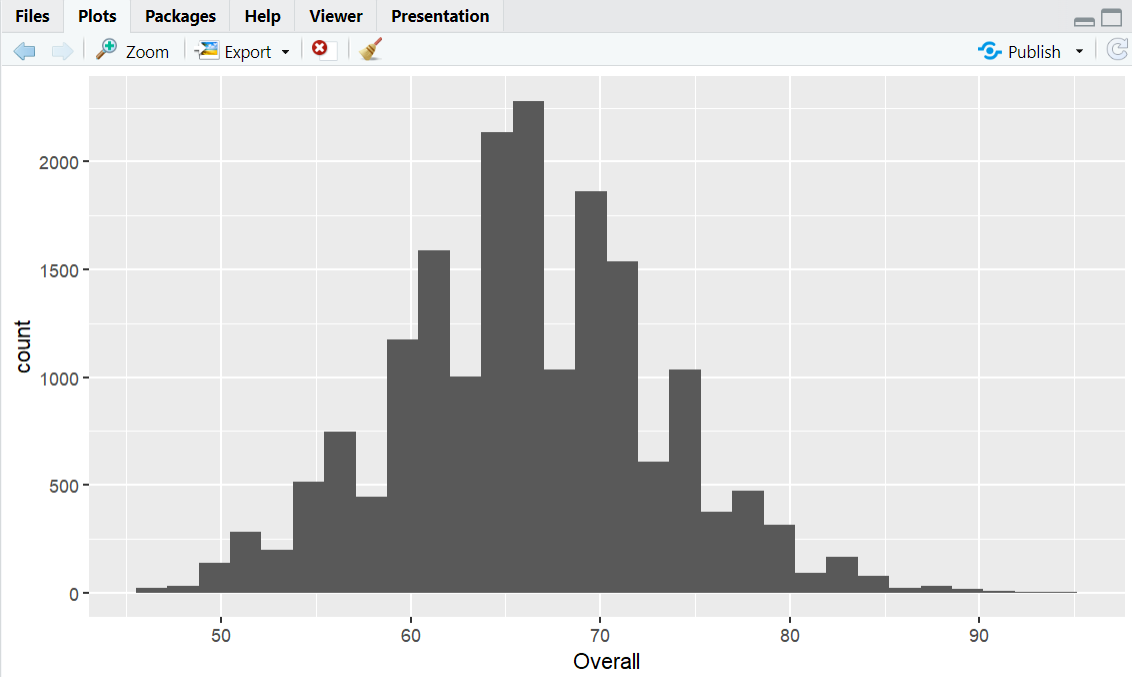 Files Plots Packages Help Viewer Presentation
Zoom Export Publish
2000
1500
1000
500
0
count
50 60 70 80 90
Overall